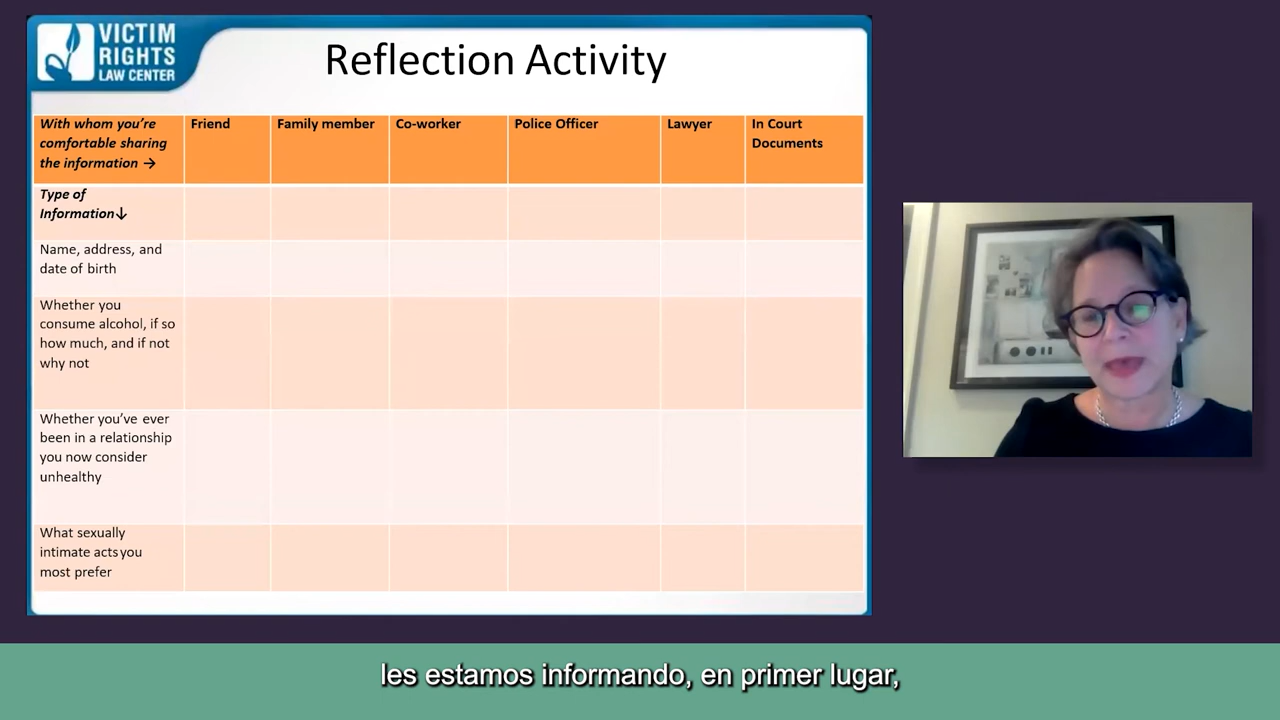 VICTIM
RIGHTS
LAW CENTER
Reflection Activity
With whom you're
comfortable sharing
the information →
Friend
Family member
Co-worker
Police Officer
Lawyer
In Court
Documents
Type of
Information↓
Name, address, and
date of birth
Whether you
consume alcohol, if so
how much, and if not
why not
Whether you've ever
been in a relationship
you now consider
unhealthy
What sexually
intimate acts you
most prefer
les estamos informando, en primer lugar,